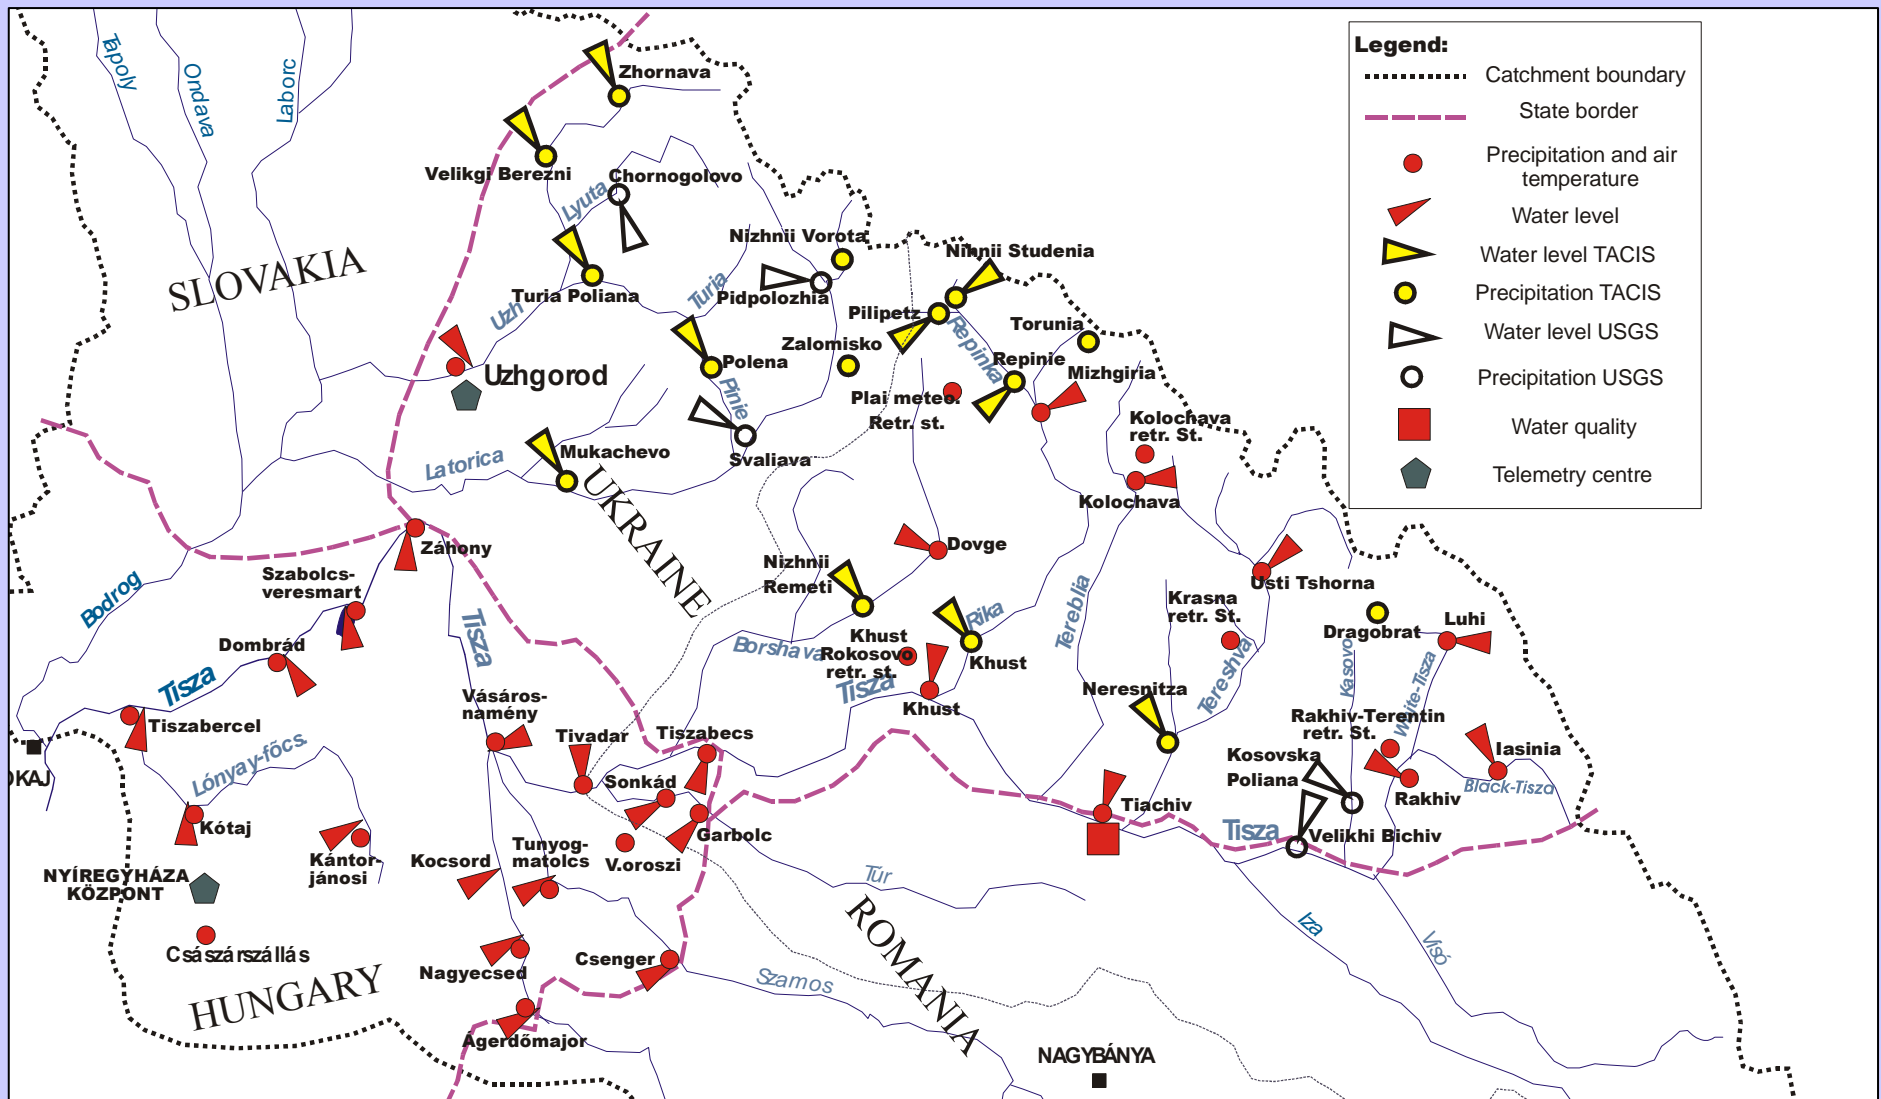 Legend:
Catchment boundary
State border
Precipitation and air
temperature
Water level
Water level TACIS
Precipitation TACIS
Water level USGS
Precipitation USGS
Water quality
Telemetry centre
Tapoly
Ondava
Laborc
Zhornava
Velikgi Berezni
Chornogolovo
Lyuta
SLOVAKIA
Nizhnii Vorota
Nihnii Studenia
Turia Poliana
Turia
Pidpolozhia
Uzh
Pilipetz
Torunia
Repinka
Zalomisko
Repinie
Polena
Mizhgiria
Uzhgorod
Pinie
Plai meteo.
Retr. st.
Kolochava
retr. St.
Mukachevo
Svaliava
Latorica
UKRAINE
Kolochava
Záhony
Dovge
Szabolcs-
veresmart
Nizhnii
Remeti
Usti Tshorna
Bodrog
Krasna
retr. St.
Tereblia
Rika
Dombrád
Tisza
Borshava
Khust
Rokosovo
retr. st.
Khust
Dragobrat
Luhi
Kasovo
White-Tisza
Tereshva
Tisza
Tisza
Neresnitza
Khust
Vásáros-
namény
Tiszabercel
Tivadar
Tiszabecs
Rakhiv-Terentin
retr. St.
Lónyay-főcs.
Kosovska
Poliana
Iasinia
OKAJ
Sonkád
Rakhiv
Black-Tisza
Tiachiv
Kótaj
Garbolc
Tisza
Velikhi Bichiv
Kántor-
jánosi
Kocsord
Tunyog-
matolcs
V.oroszi
NYÍREGYHÁZA
KÖZPONT
Túr
ROMANIA
Iza
Visó
Császárszállás
Csenger
Nagyecsed
HUNGARY
Szamos
Ágerdőmajor
NAGYBÁNYA